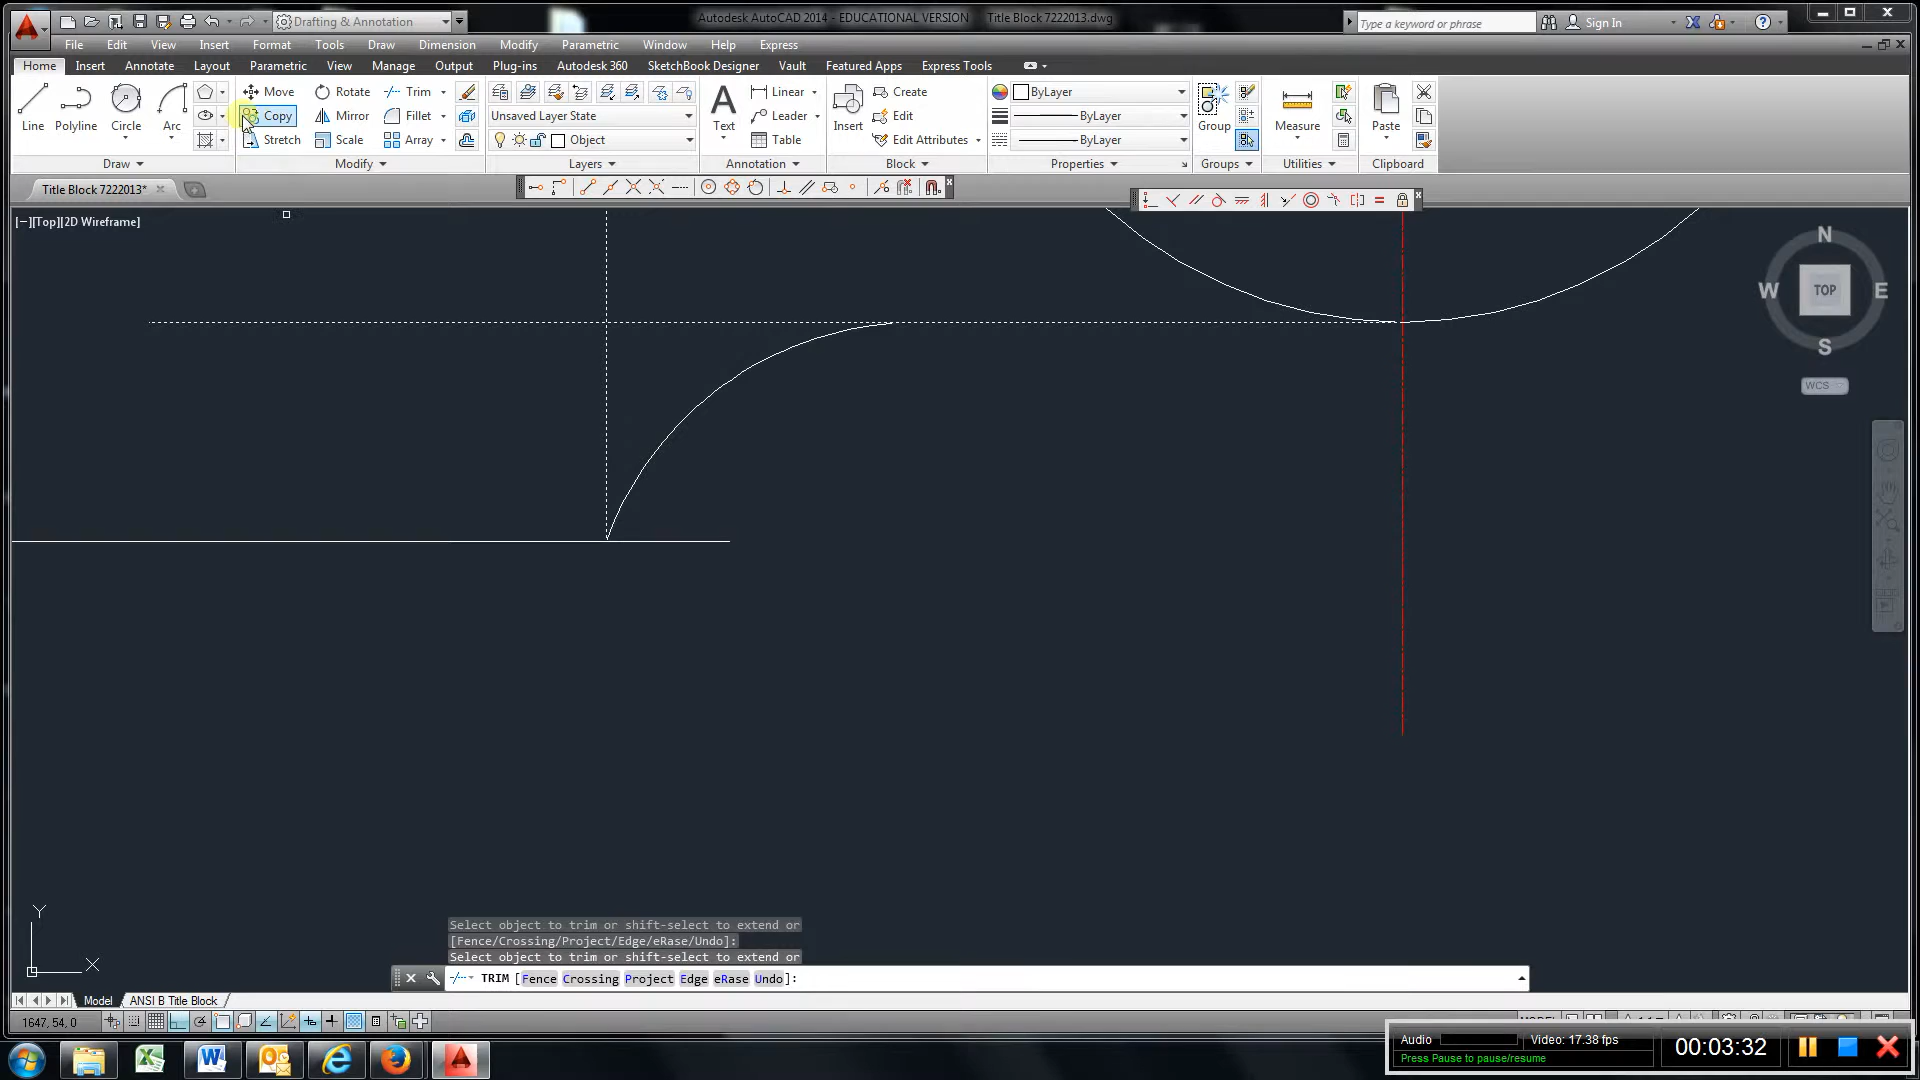 Drafting & Annotation
Autodesk AutoCAD 2014 - EDUCATIONAL VERSION Title Block 7222013.dwg
Type a keyword or phrase
Sign In
File Edit View Insert Format Tools Draw Dimension Modify Parametric Window Help Express
Home Insert Annotate Layout Parametric View Manage Output Plug-ins Autodesk 360 SketchBook Designer Vault Featured Apps Express Tools
Move Rotate Trim Linear Create ByLayer
Copy Mirror Fillet Unsaved Layer State Leader Edit ByLayer
Line Polyline Circle Arc Text Insert Group Measure Paste
Stretch Scale Array Object Table Edit Attributes ByLayer
Draw Modify Layers Annotation Block Properties Groups Utilities Clipboard
Title Block 7222013*
[−][Top][2D Wireframe]
N
W TOP E
S
WCS
Y
X
Select object to trim or shift-select to extend or
[Fence/Crossing/Project/Edge/eRase/Undo]:
Select object to trim or shift-select to extend or
TRIM [Fence Crossing Project Edge eRase Undo]:
Model ANSI B Title Block
1647, 54, 0
Audio Video: 17.38 fps
Press Pause to pause/resume
00:03:32